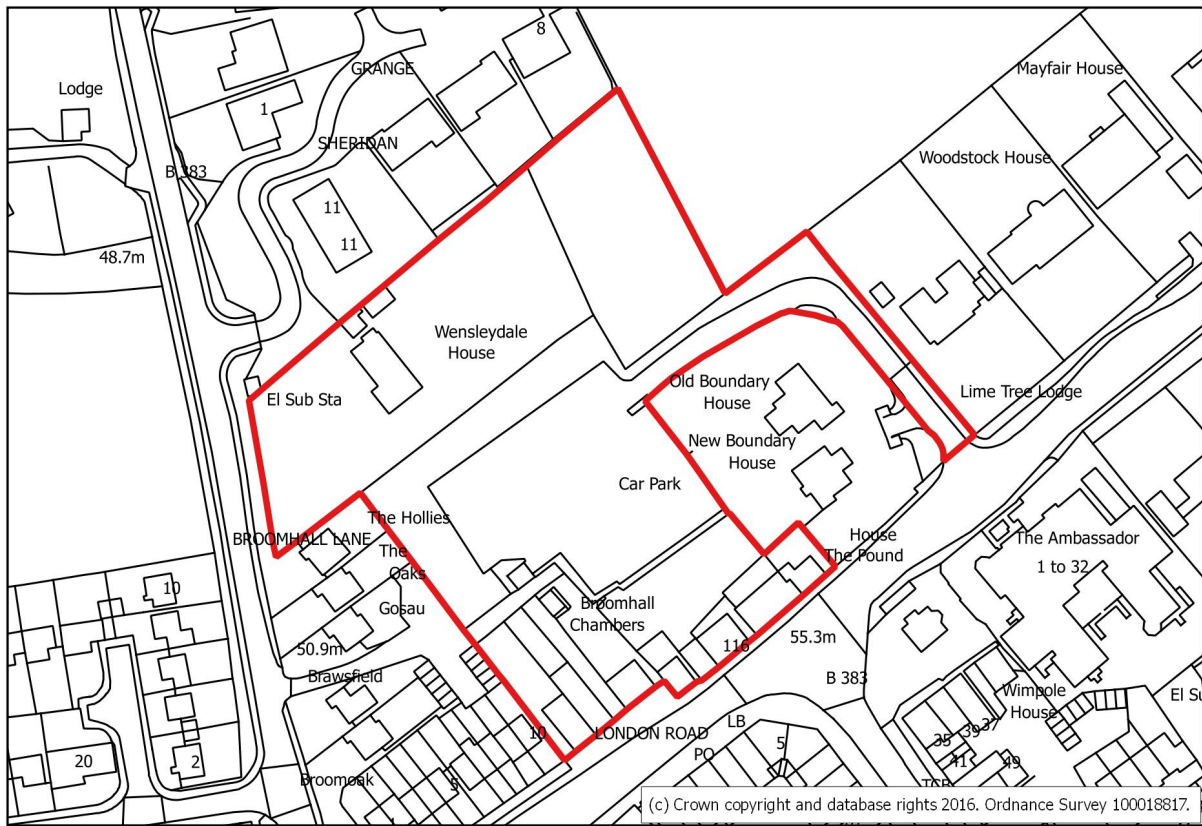 8
GRANGE
Mayfair House
Lodge
1
SHERIDAN
Woodstock House
B 383
11
11
48.7m
Wensleydale
House
El Sub Sta
Old Boundary
House
Lime Tree Lodge
New Boundary
House
Car Park
The Hollies
BROOMHALL LANE
The
Oaks
House
The Pound
The Ambassador
1 to 32
10
Gosau
Broomhall
Chambers
50.9m
116
55.3m
Brawsfield
B 383
Wimpole
House
El Su
LB
10
LONDON ROAD
PO
5
35
39
37
41
49
20
2
Broomoak
5
TCB
(c) Crown copyright and database rights 2016. Ordnance Survey 100018817.